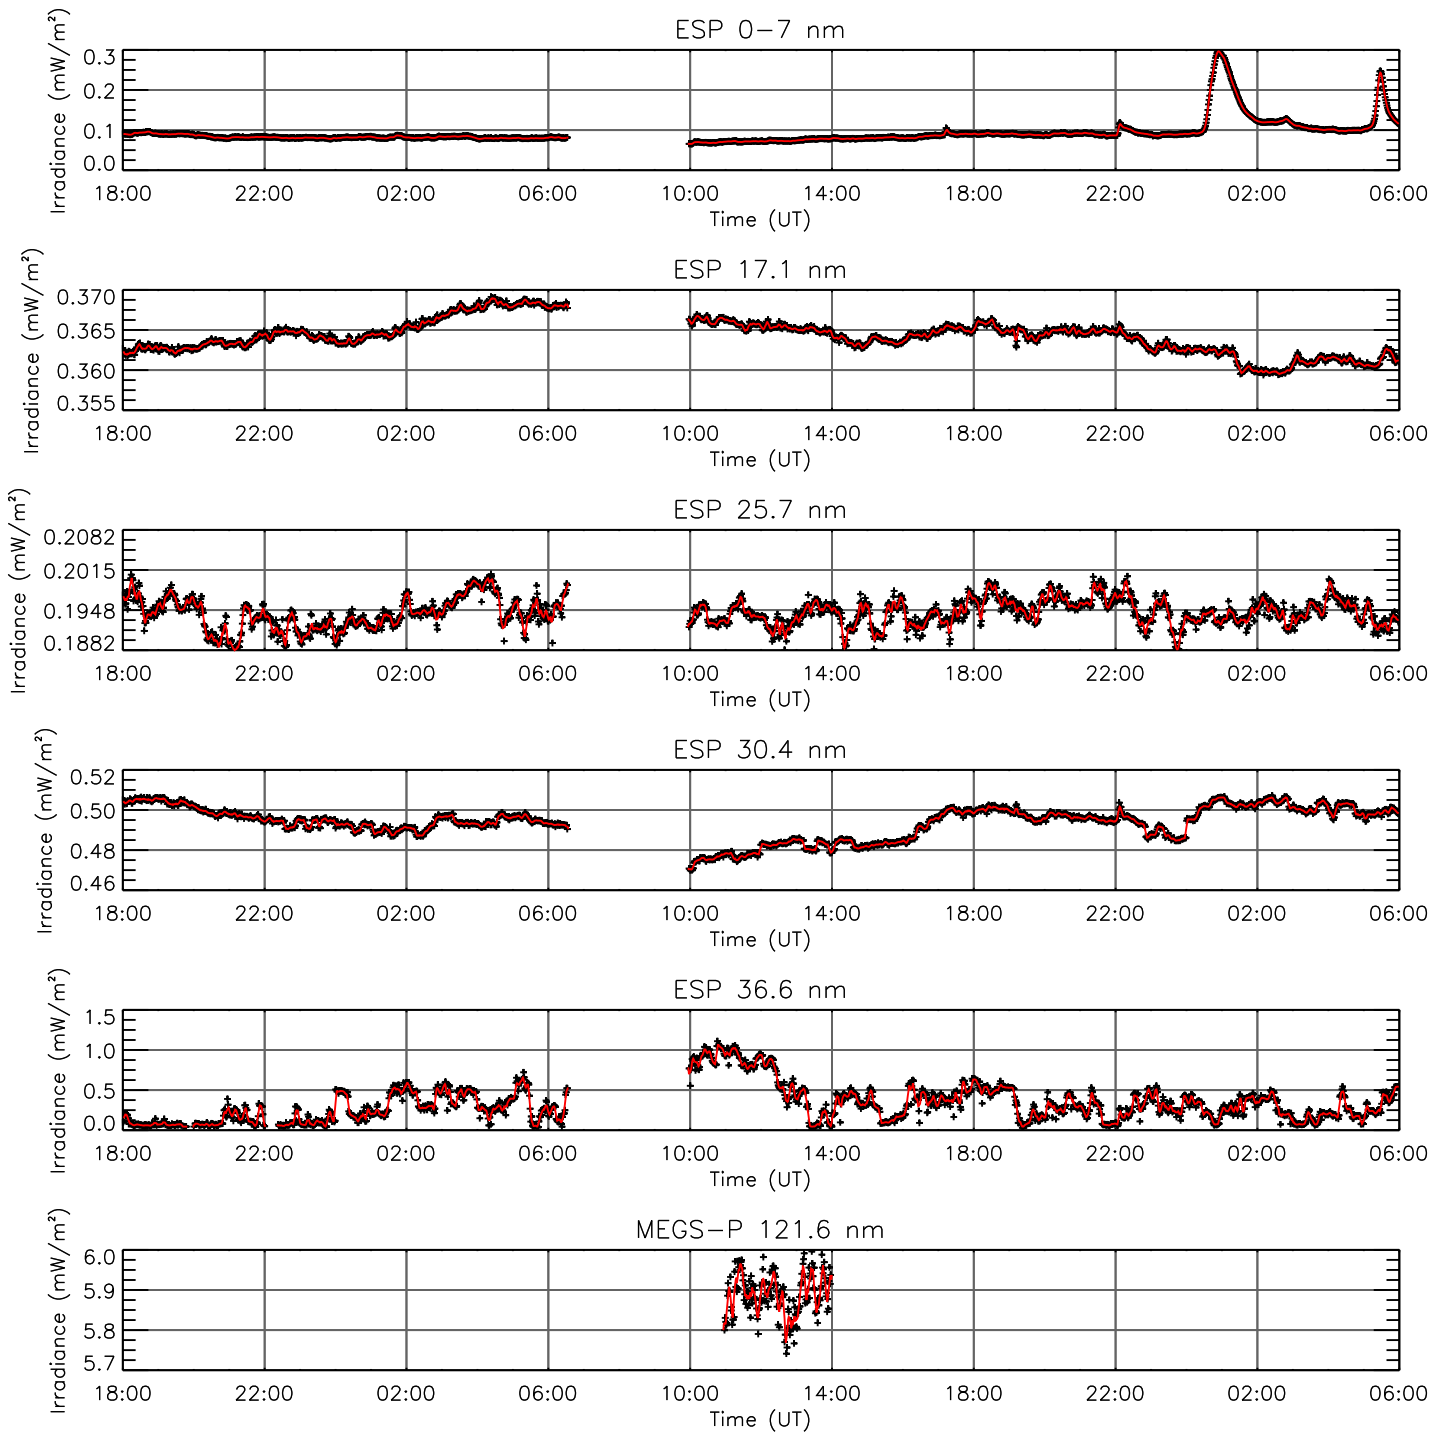 ESP 0-7 nm
Irradiance (mW/m²)
0.3
0.2
0.1
0.0
18:00 22:00 02:00 06:00 10:00 14:00 18:00 22:00 02:00 06:00
Time (UT)
ESP 17.1 nm
Irradiance (mW/m²)
0.370
0.365
0.360
0.355
18:00 22:00 02:00 06:00 10:00 14:00 18:00 22:00 02:00 06:00
Time (UT)
ESP 25.7 nm
Irradiance (mW/m²)
0.2082
0.2015
0.1948
0.1882
18:00 22:00 02:00 06:00 10:00 14:00 18:00 22:00 02:00 06:00
Time (UT)
ESP 30.4 nm
Irradiance (mW/m²)
0.52
0.50
0.48
0.46
18:00 22:00 02:00 06:00 10:00 14:00 18:00 22:00 02:00 06:00
Time (UT)
ESP 36.6 nm
Irradiance (mW/m²)
1.5
1.0
0.5
0.0
18:00 22:00 02:00 06:00 10:00 14:00 18:00 22:00 02:00 06:00
Time (UT)
MEGS-P 121.6 nm
Irradiance (mW/m²)
6.0
5.9
5.8
5.7
18:00 22:00 02:00 06:00 10:00 14:00 18:00 22:00 02:00 06:00
Time (UT)